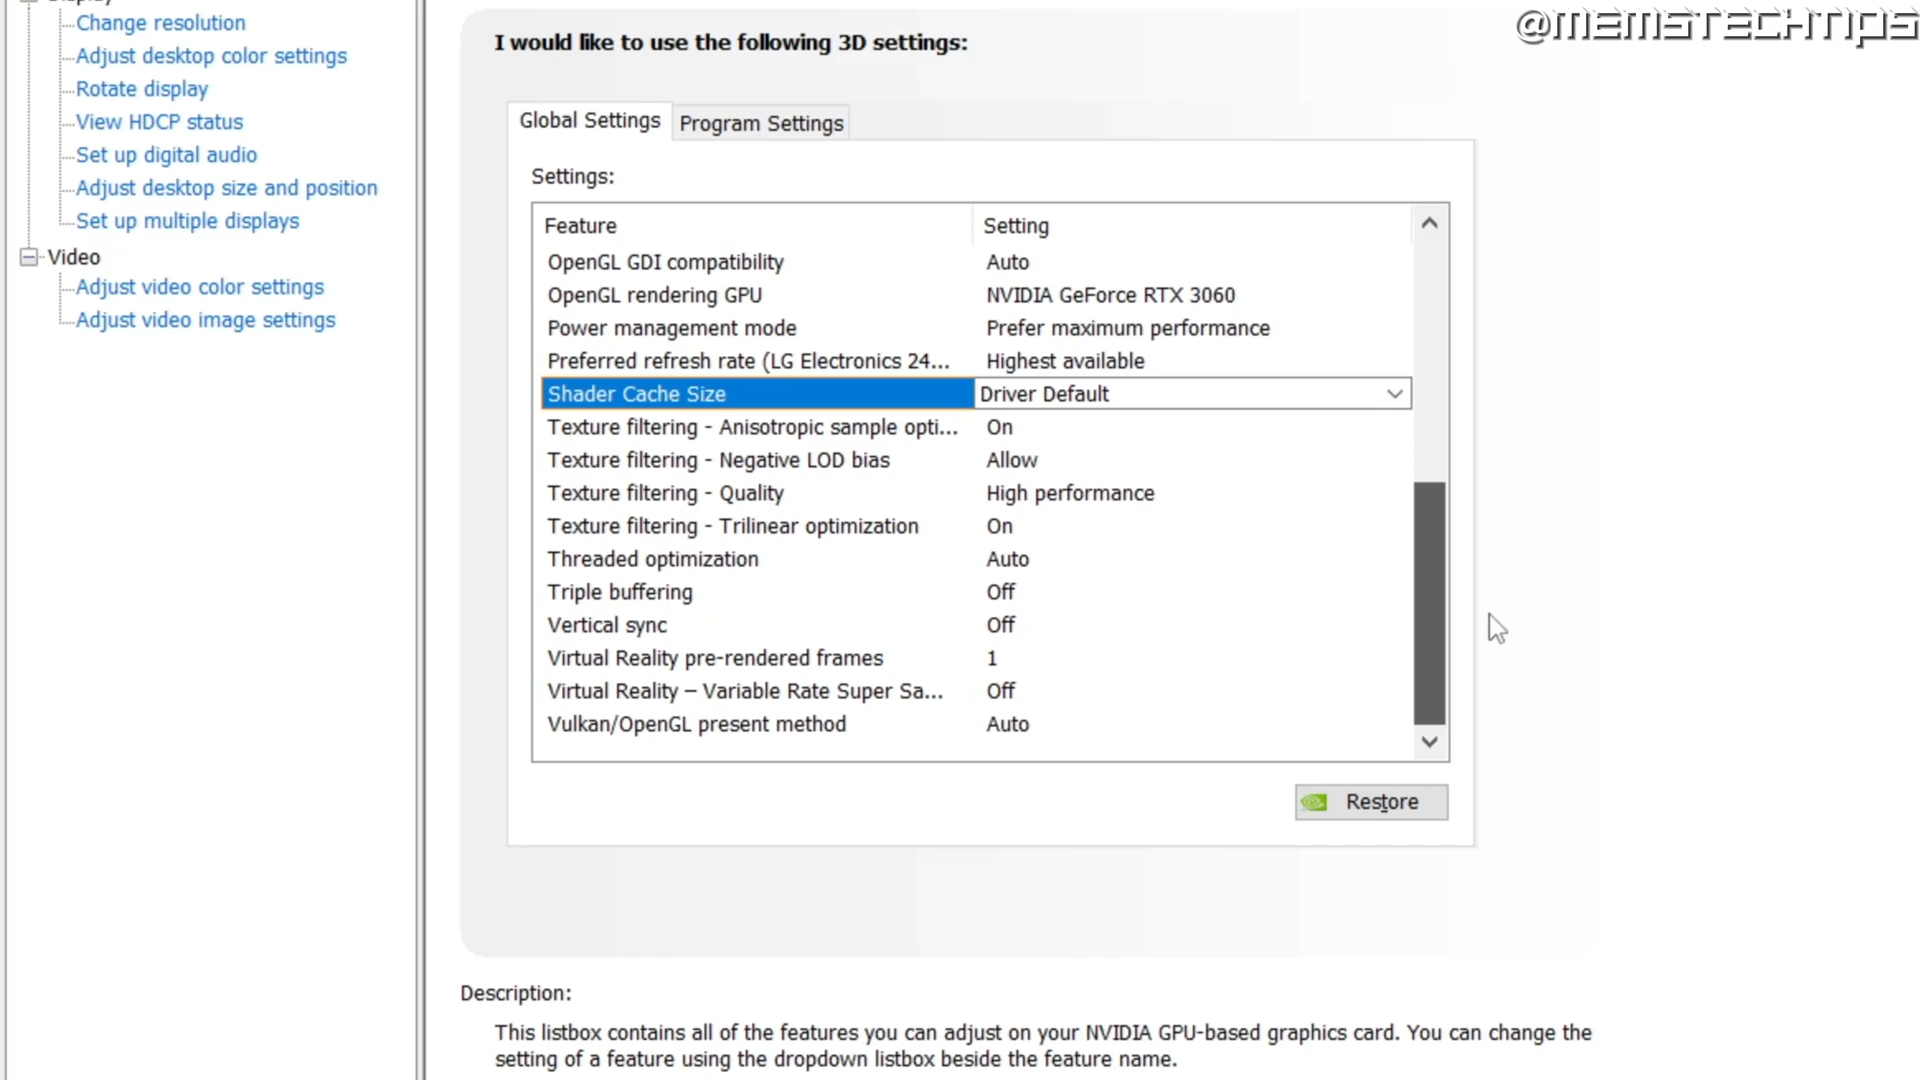 Display
Change resolution
Adjust desktop color settings
Rotate display
View HDCP status
Set up digital audio
Adjust desktop size and position
Set up multiple displays
Video
Adjust video color settings
Adjust video image settings
@MEMSTECHTIPS
I would like to use the following 3D settings:
Global Settings
Program Settings
Settings:
Feature Setting
OpenGL GDI compatibility Auto
OpenGL rendering GPU NVIDIA GeForce RTX 3060
Power management mode Prefer maximum performance
Preferred refresh rate (LG Electronics 24... Highest available
Shader Cache Size Driver Default
Texture filtering - Anisotropic sample opti... On
Texture filtering - Negative LOD bias Allow
Texture filtering - Quality High performance
Texture filtering - Trilinear optimization On
Threaded optimization Auto
Triple buffering Off
Vertical sync Off
Virtual Reality pre-rendered frames 1
Virtual Reality – Variable Rate Super Sa... Off
Vulkan/OpenGL present method Auto
Restore
Description:
This listbox contains all of the features you can adjust on your NVIDIA GPU-based graphics card. You can change the
setting of a feature using the dropdown listbox beside the feature name.